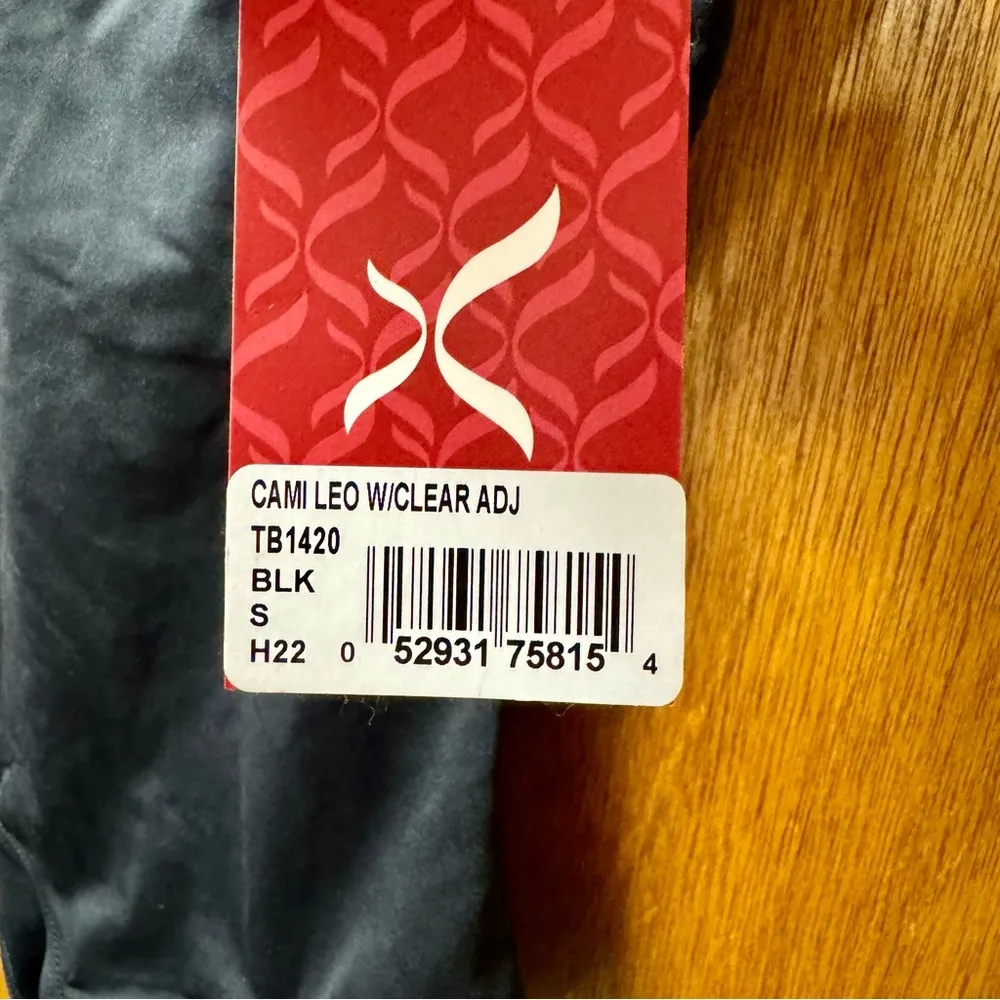 CAMI LEO W/CLEAR ADJ
TB1420
BLK
S
H22
0 52931 75815 4